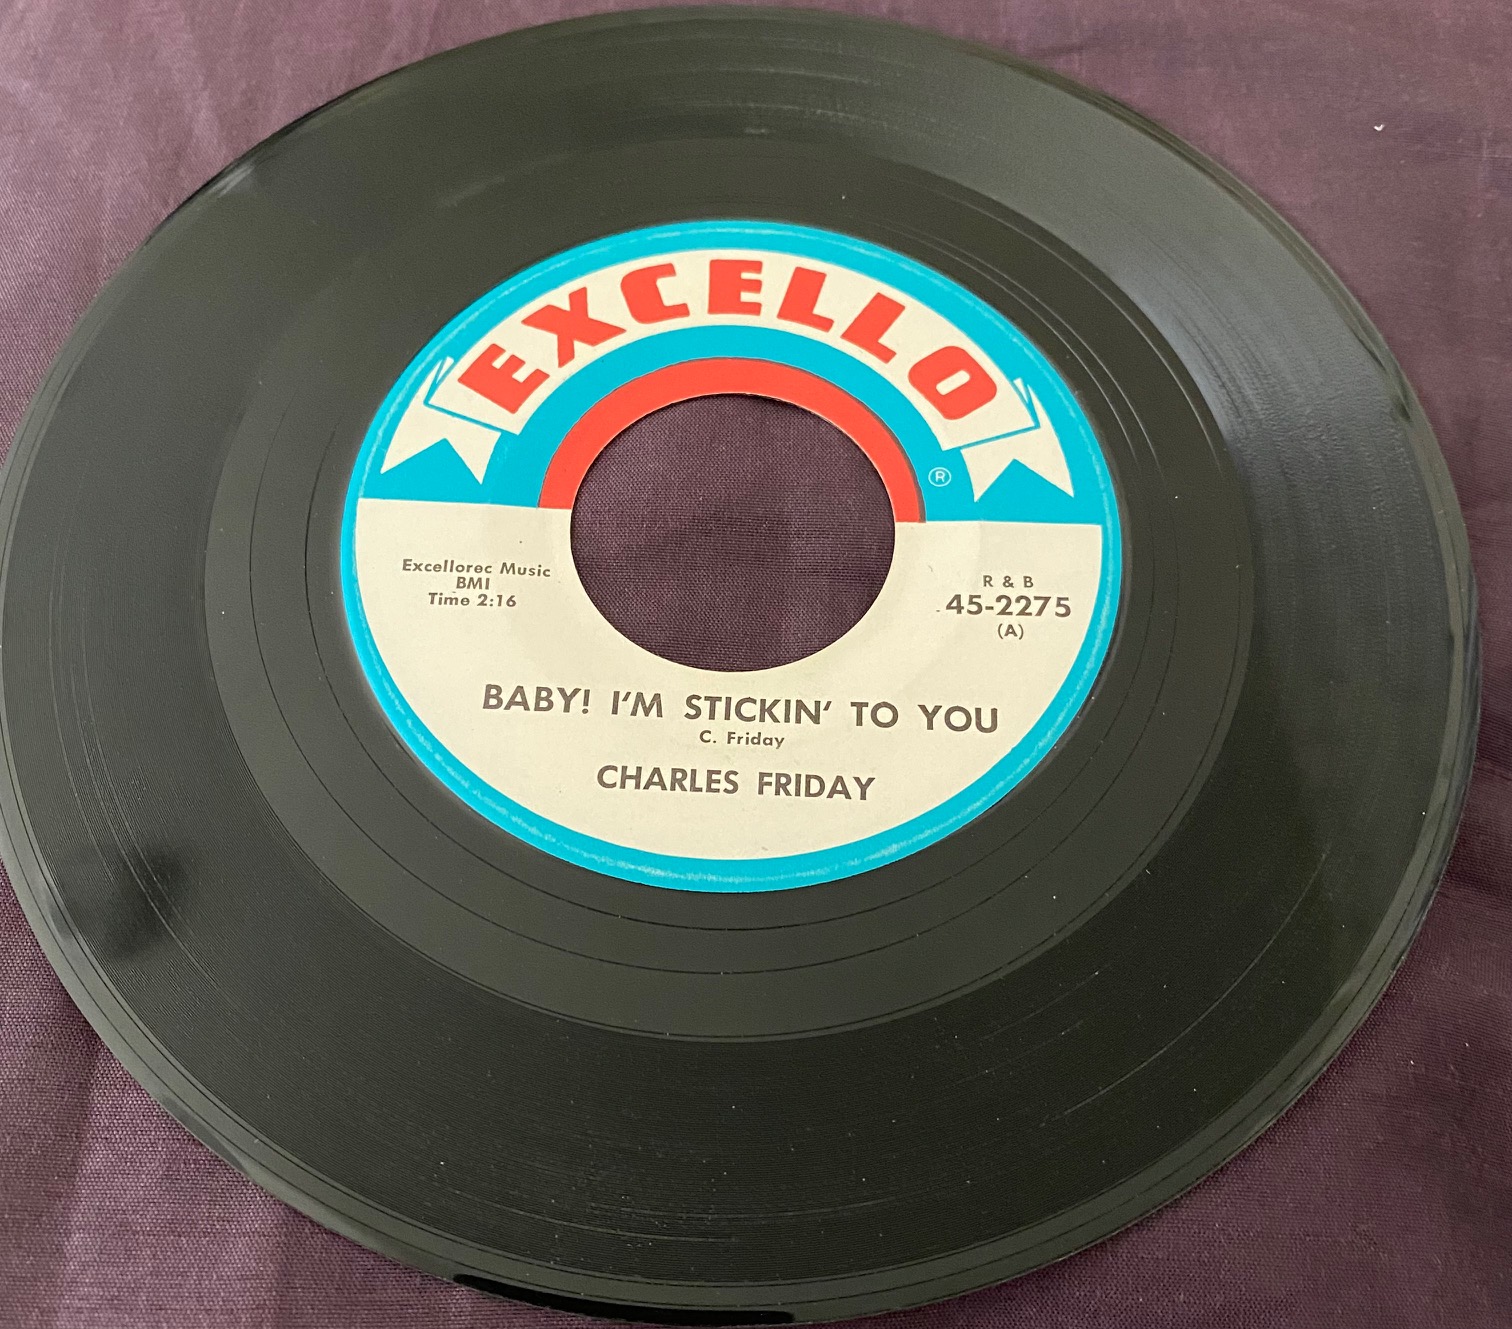 EXCELLO
®
Excellorec Music
BMI
Time 2:16
R & B
45-2275
(A)
BABY! I'M STICKIN' TO YOU
C. Friday
CHARLES FRIDAY